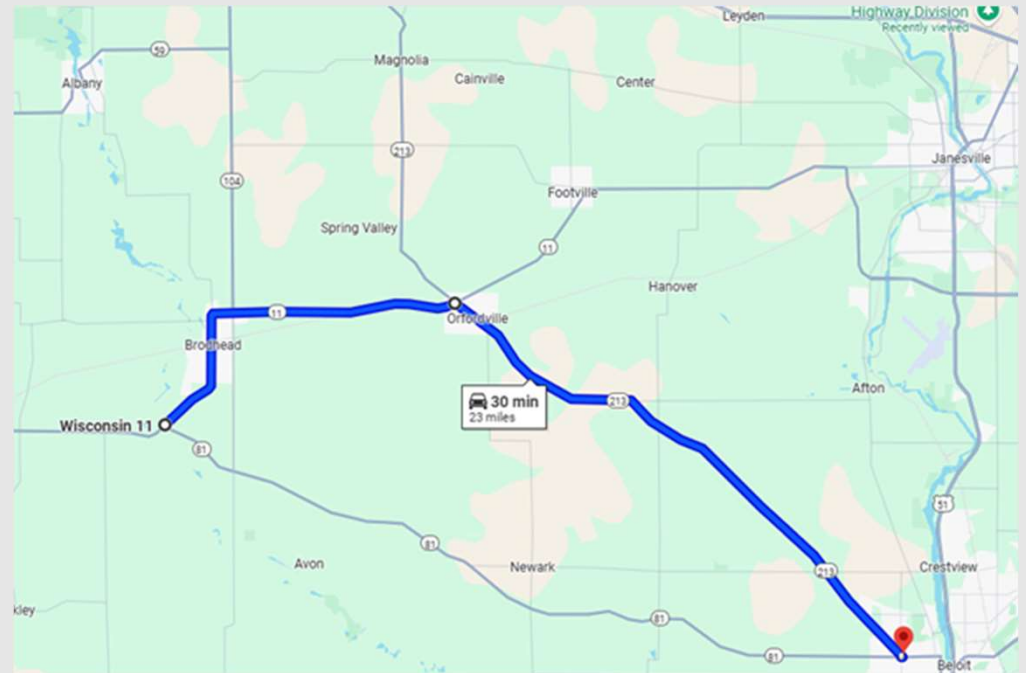 Leyden
Highway Division
Recently viewed
59
Magnolia
Cainville
Center
Albany
213
Janesville
104
Footville
Spring Valley
11
Hanover
11
Orfordville
Brodhead
30 min
23 miles
Afton
213
Wisconsin 11
81
51
81
Avon
Newark
213
Crestview
kley
81
81
Beloit